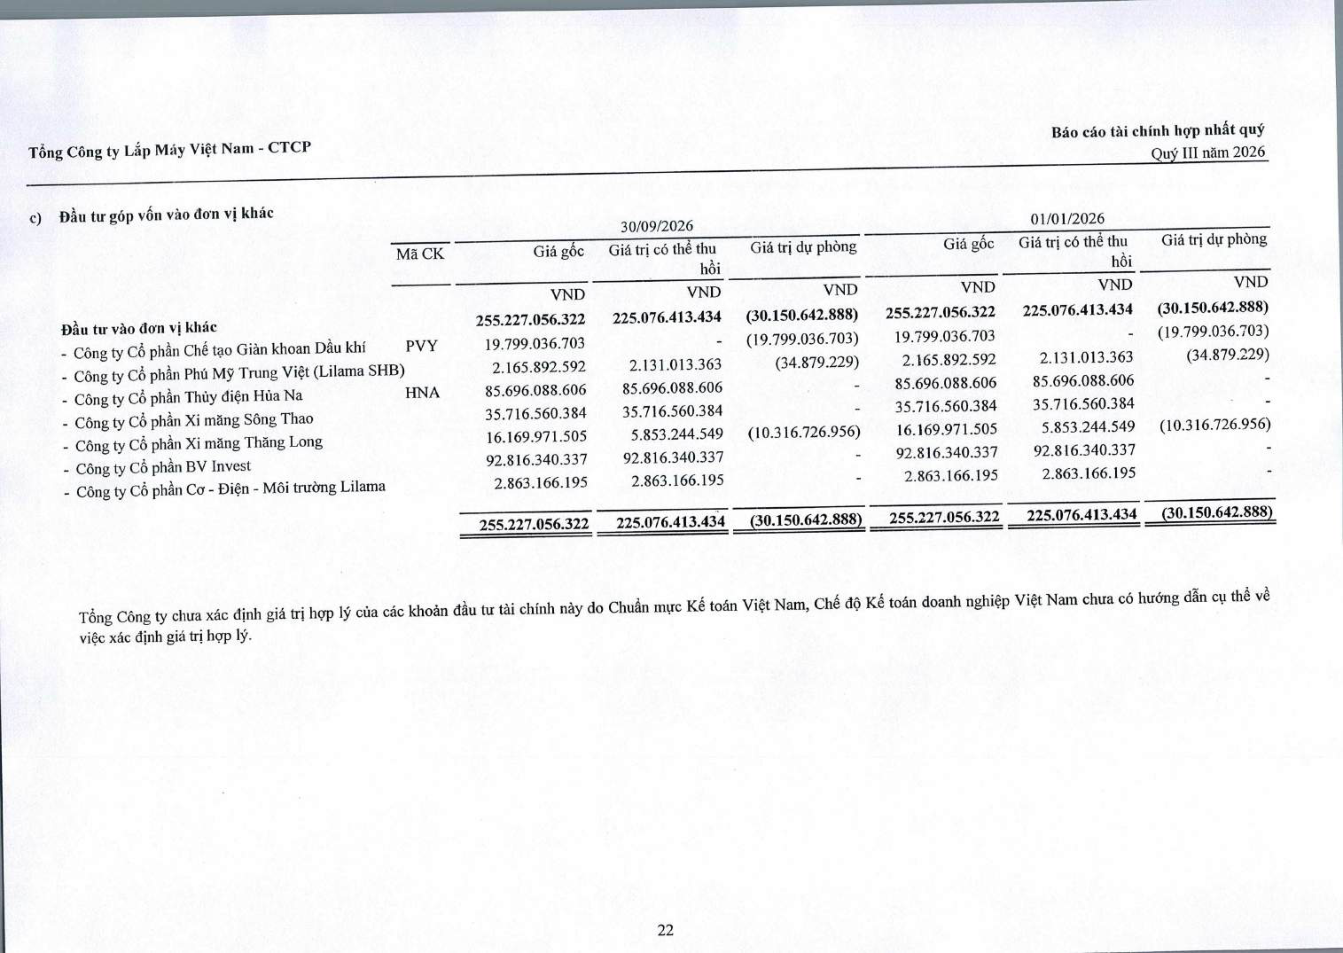 Tổng Công ty Lắp Máy Việt Nam - CTCP
Báo cáo tài chính hợp nhất quý
Quý III năm 2026
c) Đầu tư góp vốn vào đơn vị khác
30/09/2026 01/01/2026
Mã CK Giá gốc Giá trị có thể thu Giá trị dự phòng Giá gốc Giá trị có thể thu Giá trị dự phòng
hồi hồi
VND VND VND VND VND VND
Đầu tư vào đơn vị khác 255.227.056.322 225.076.413.434 (30.150.642.888) 255.227.056.322 225.076.413.434 (30.150.642.888)
- Công ty Cổ phần Chế tạo Giàn khoan Dầu khí PVY 19.799.036.703 - (19.799.036.703) 19.799.036.703 - (19.799.036.703)
- Công ty Cổ phần Phú Mỹ Trung Việt (Lilama SHB) 2.165.892.592 2.131.013.363 (34.879.229) 2.165.892.592 2.131.013.363 (34.879.229)
- Công ty Cổ phần Thủy điện Hủa Na HNA 85.696.088.606 85.696.088.606 - 85.696.088.606 85.696.088.606 -
- Công ty Cổ phần Xi măng Sông Thao 35.716.560.384 35.716.560.384 - 35.716.560.384 35.716.560.384 -
- Công ty Cổ phần Xi măng Thăng Long 16.169.971.505 5.853.244.549 (10.316.726.956) 16.169.971.505 5.853.244.549 (10.316.726.956)
- Công ty Cổ phần BV Invest 92.816.340.337 92.816.340.337 - 92.816.340.337 92.816.340.337 -
- Công ty Cổ phần Cơ - Điện - Môi trường Lilama 2.863.166.195 2.863.166.195 - 2.863.166.195 2.863.166.195 -
255.227.056.322 225.076.413.434 (30.150.642.888) 255.227.056.322 225.076.413.434 (30.150.642.888)
Tổng Công ty chưa xác định giá trị hợp lý của các khoản đầu tư tài chính này do Chuẩn mực Kế toán Việt Nam, Chế độ Kế toán doanh nghiệp Việt Nam chưa có hướng dẫn cụ thể về
việc xác định giá trị hợp lý.
22